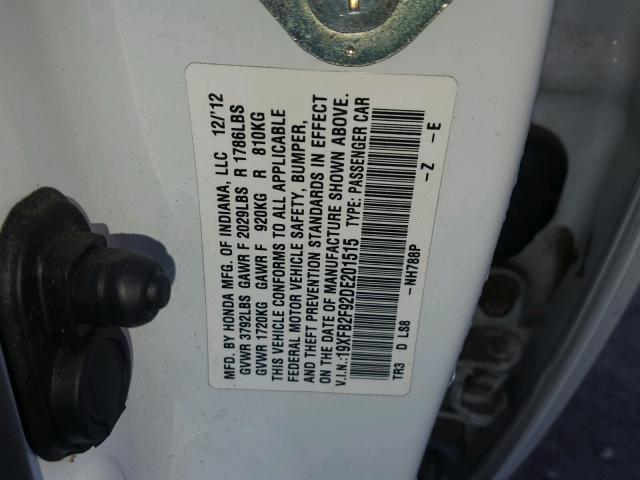 MFD. BY HONDA MFG. OF INDIANA, LLC 12/'12
GVWR 3792LBS GAWR F 2029LBS R 1786LBS
GVWR 1720KG GAWR F 920KG R 810KG
THIS VEHICLE CONFORMS TO ALL APPLICABLE
FEDERAL MOTOR VEHICLE SAFETY, BUMPER,
AND THEFT PREVENTION STANDARDS IN EFFECT
ON THE DATE OF MANUFACTURE SHOWN ABOVE.
V.I.N.:19XFB2F92DE201515 TYPE: PASSENGER CAR
TR3 D LS8 -NH788P -Z -E